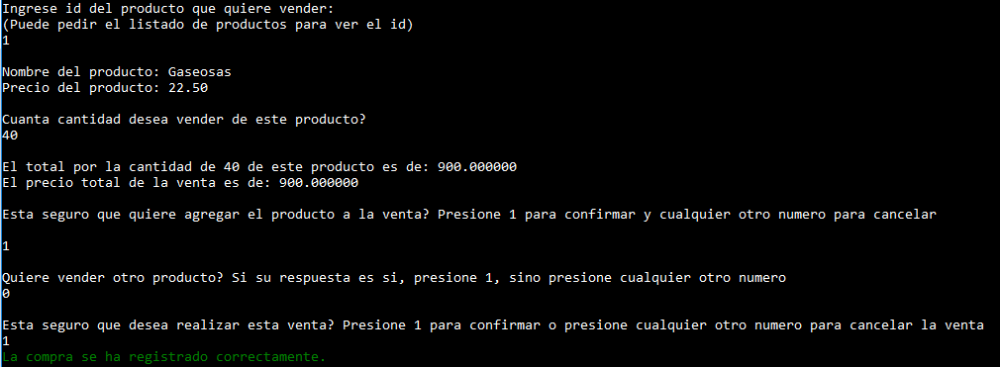 Ingrese id del producto que quiere vender:
(Puede pedir el listado de productos para ver el id)
1
Nombre del producto: Gaseosas
Precio del producto: 22.50
Cuanta cantidad desea vender de este producto?
40
El total por la cantidad de 40 de este producto es de: 900.000000
El precio total de la venta es de: 900.000000
Esta seguro que quiere agregar el producto a la venta? Presione 1 para confirmar y cualquier otro numero para cancelar
1
Quiere vender otro producto? Si su respuesta es si, presione 1, sino presione cualquier otro numero
0
Esta seguro que desea realizar esta venta? Presione 1 para confirmar o presione cualquier otro numero para cancelar la venta
1
La compra se ha registrado correctamente.